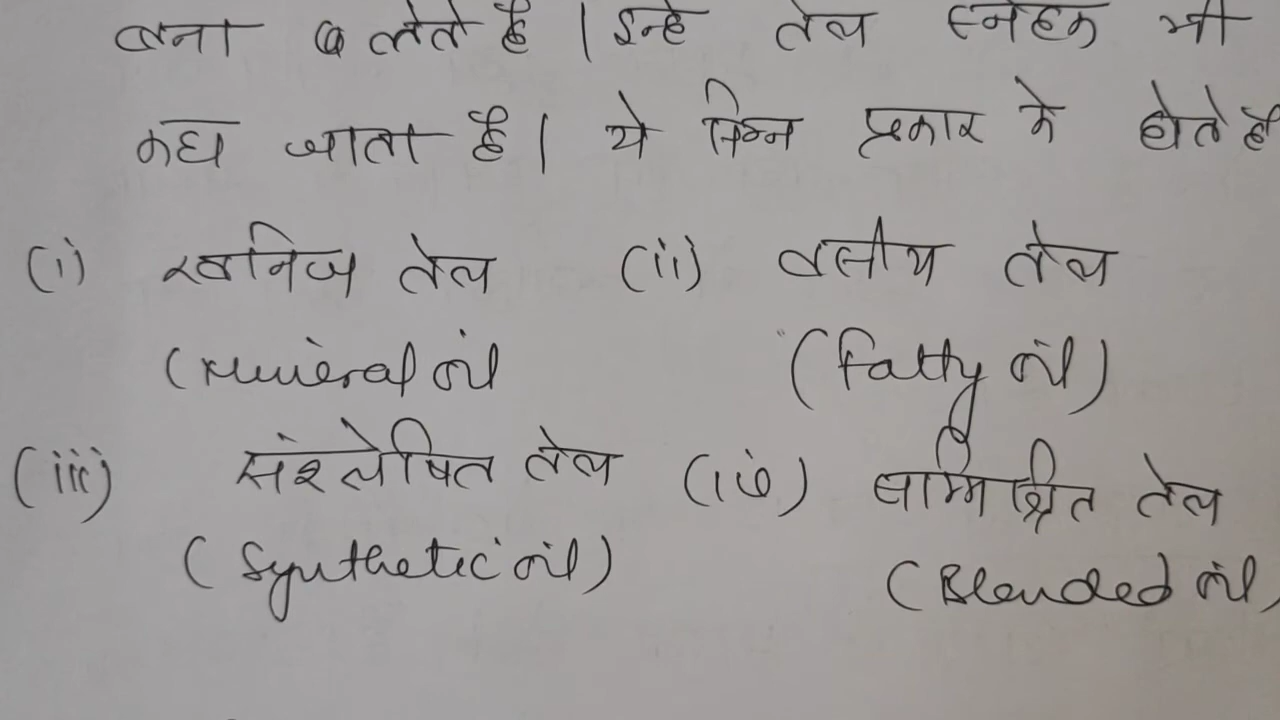 बना लेते है । इन्हे तेल स्नेहक भी
कहा जाता है । ये निम्न प्रकार के होते है
(i) खनिज तेल (ii) वसीय तेल
(Mineral oil (Fatty oil)
(iii) संश्लेषित तेल (iv) सम्मिश्रित तेल
(Synthetic oil) (Blended oil)